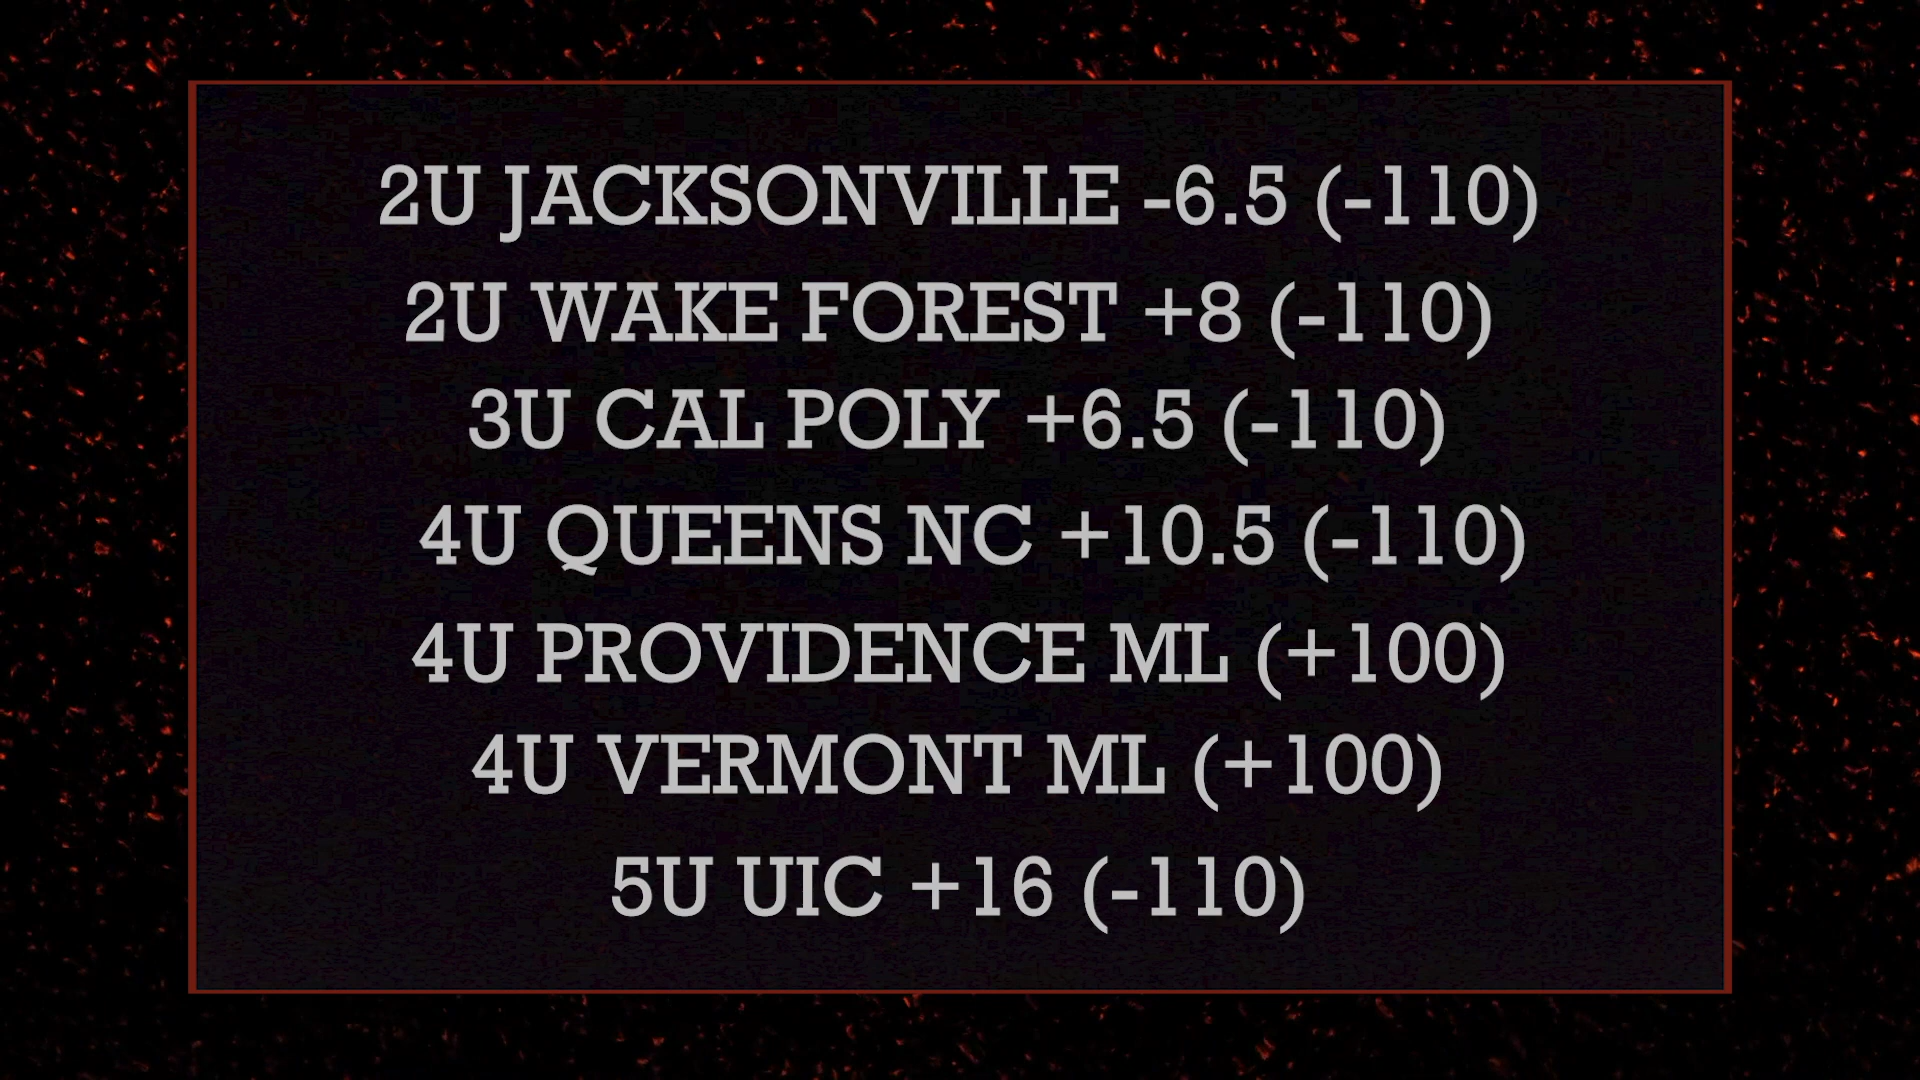 2U JACKSONVILLE -6.5 (-110)
2U WAKE FOREST +8 (-110)
3U CAL POLY +6.5 (-110)
4U QUEENS NC +10.5 (-110)
4U PROVIDENCE ML (+100)
4U VERMONT ML (+100)
5U UIC +16 (-110)